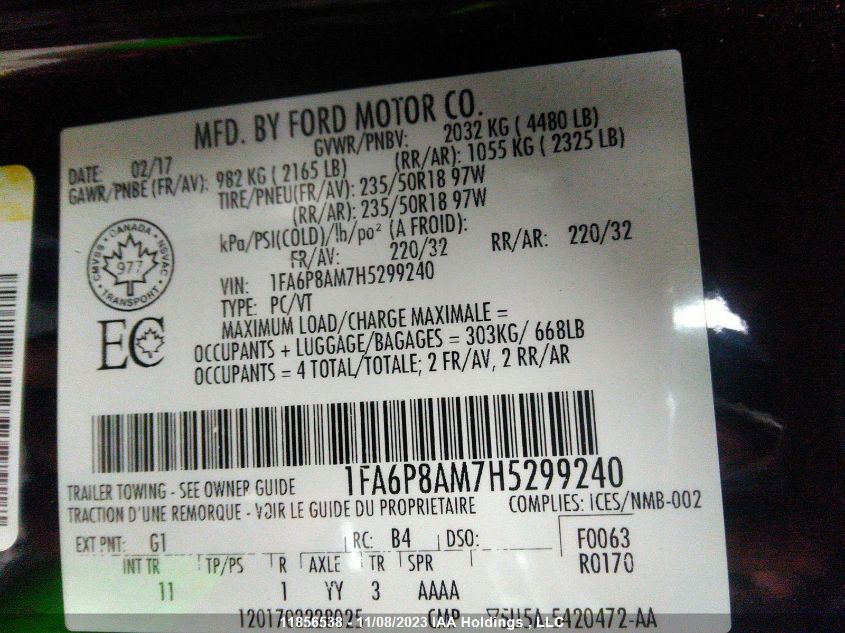 MFD. BY FORD MOTOR CO.
DATE: 02/17 GVWR/PNBV: 2032 KG ( 4480 LB)
GAWR/PNBE (FR/AV): 982 KG ( 2165 LB) (RR/AR): 1055 KG ( 2325 LB)
TIRE/PNEU(FR/AV): 235/50R18 97W
(RR/AR): 235/50R18 97W
kPa/PSI(COLD)/lb/po² (A FROID):
FR/AV: 220/32 RR/AR: 220/32
CANADA
CMVSS NSVAC
977
TRANSPORT
VIN: 1FA6P8AM7H5299240
TYPE: PC/VT
EC
MAXIMUM LOAD/CHARGE MAXIMALE =
OCCUPANTS + LUGGAGE/BAGAGES = 303KG/ 668LB
OCCUPANTS = 4 TOTAL/TOTALE; 2 FR/AV, 2 RR/AR
1FA6P8AM7H5299240
TRAILER TOWING - SEE OWNER GUIDE
TRACTION D'UNE REMORQUE - VOIR LE GUIDE DU PROPRIETAIRE COMPLIES: ICES/NMB-002
EXT PNT: G1 RC: B4 DSO: F0063
INT TR TP/PS R AXLE TR SPR R0170
11 1 YY 3 AAAA
11856538 - 11/08/2023 IAA Holdings , LLC